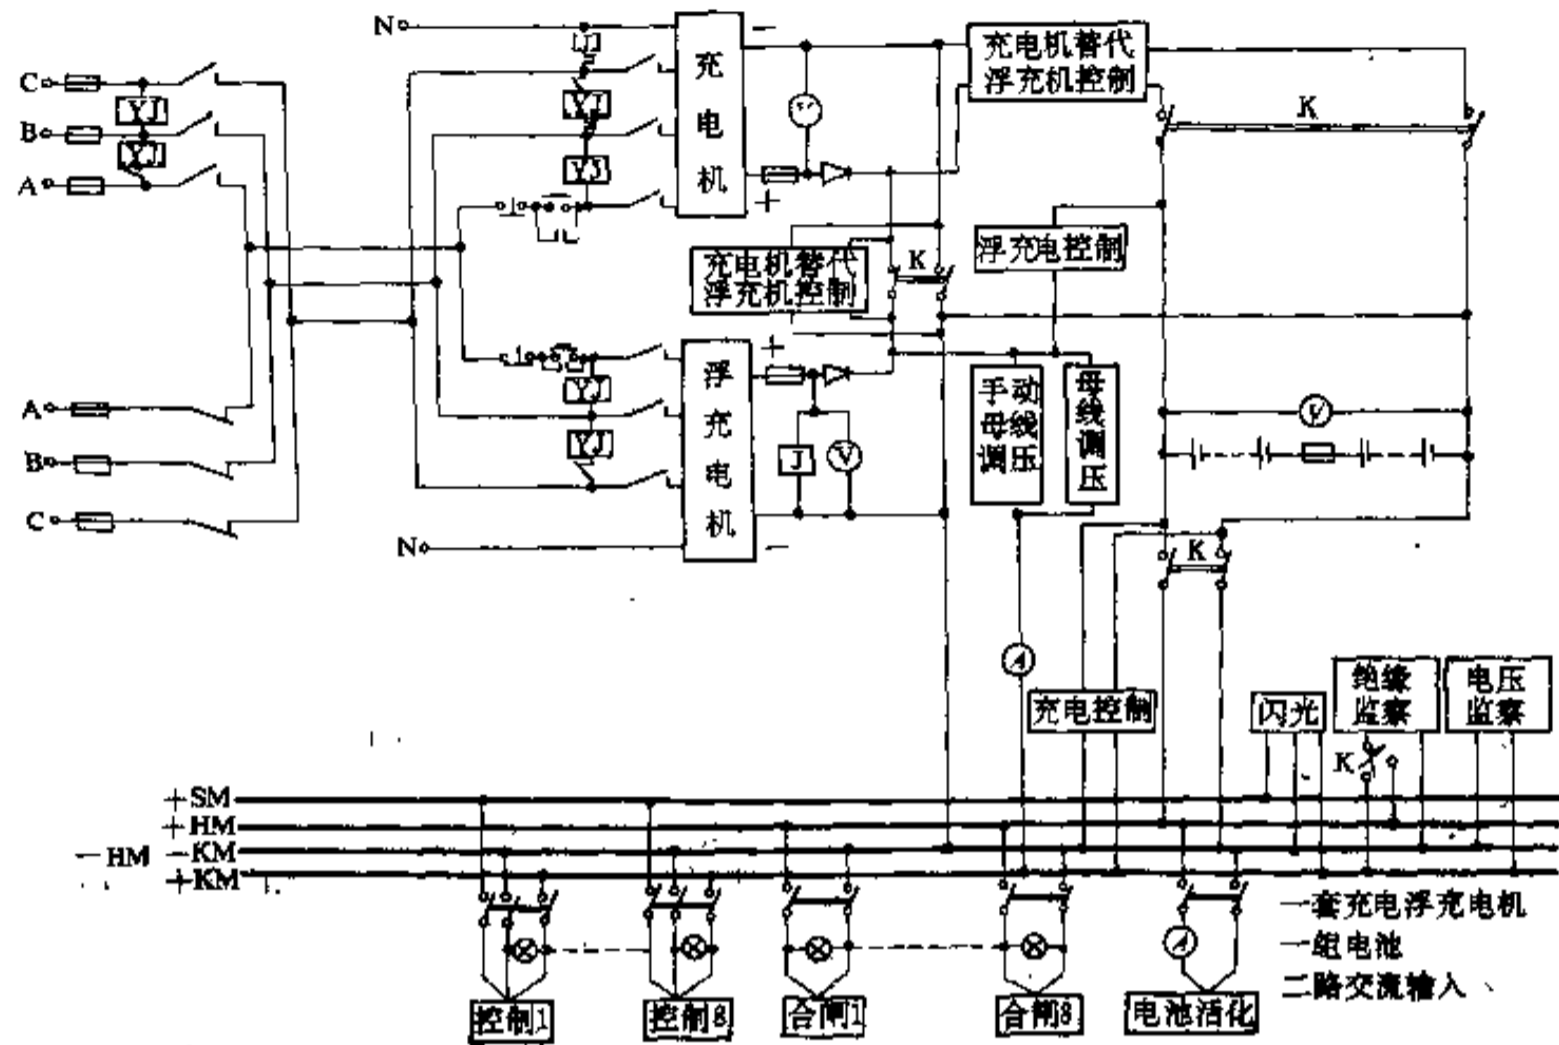 N
C
YJ
B
YJ
A
YJ
YJ
充电机
V
+
−
充电机替代
浮充机控制
K
浮充电控制
充电机替代
浮充机控制
K
A
B
C
YJ
YJ
N
浮充电机
+
−
J
V
手动母线调压
母线调压
V
K
A
充电控制
闪光
绝缘
监察
电压
监察
K
+SM
+HM
-HM
-KM
+KM
控制1
控制8
合闸1
合闸8
A
电池活化
一套充电浮充电机
一组电池
二路交流输入